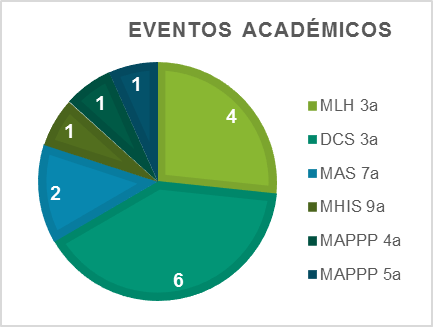 EVENTOS ACADÉMICOS
4
6
2
1
1
1
MLH 3a
DCS 3a
MAS 7a
MHIS 9a
MAPPP 4a
MAPPP 5a